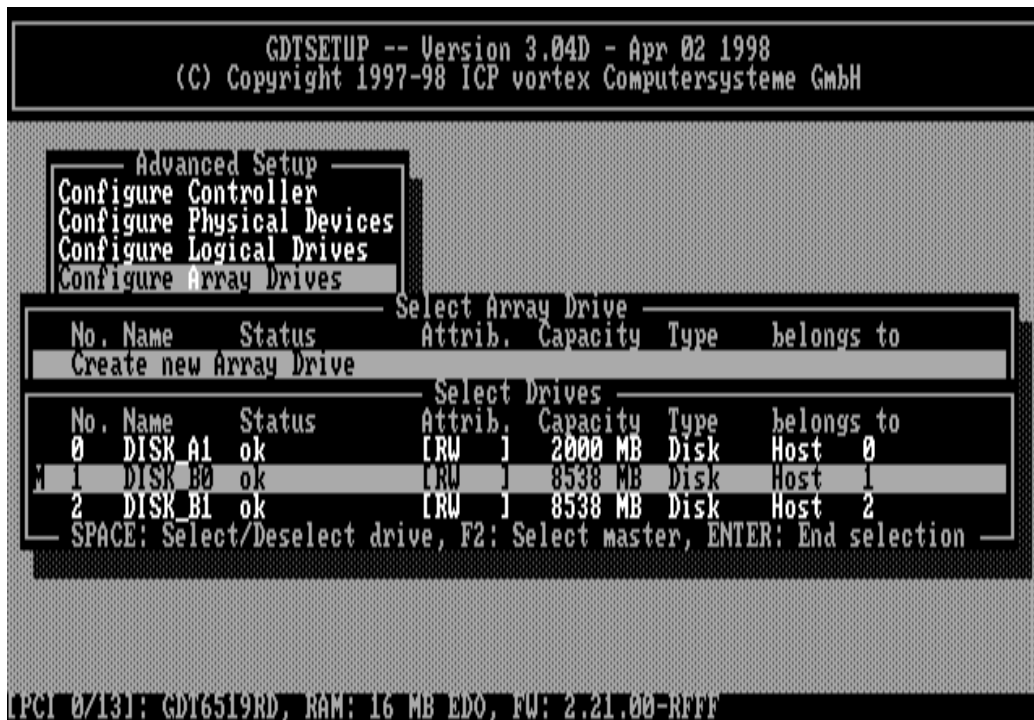 GDTSETUP -- Version 3.04D - Apr 02 1998
(C) Copyright 1997-98 ICP vortex Computersysteme GmbH
Advanced Setup
Configure Controller
Configure Physical Devices
Configure Logical Drives
Configure Array Drives
Select Array Drive
No. Name Status Attrib. Capacity Type belongs to
Create new Array Drive
Select Drives
No. Name Status Attrib. Capacity Type belongs to
0 DISK_A1 ok [RW ] 2000 MB Disk Host 0
M 1 DISK_B0 ok [RW ] 8538 MB Disk Host 1
2 DISK_B1 ok [RW ] 8538 MB Disk Host 2
SPACE: Select/Deselect drive, F2: Select master, ENTER: End selection
[PCI 0/13]: GDT6519RD, RAM: 16 MB EDO, FW: 2.21.00-RFFF